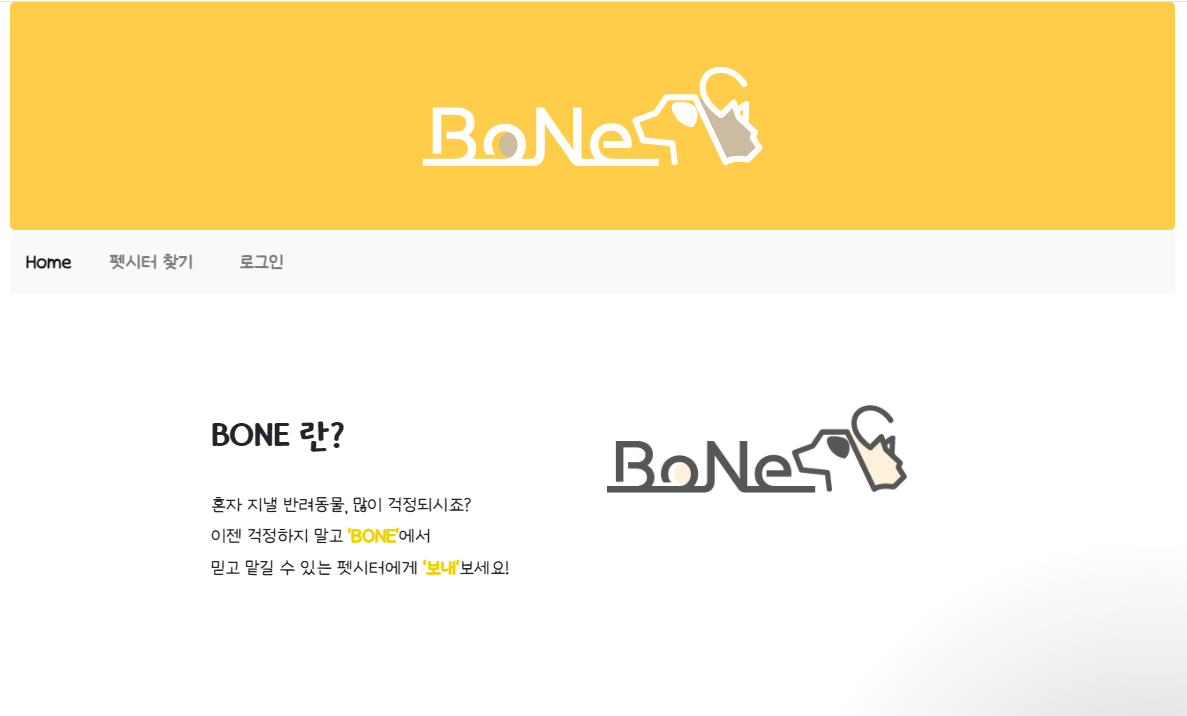 BoNe
Home 펫시터 찾기 로그인
BONE 란?
BoNe
혼자 지낼 반려동물, 많이 걱정되시죠?
이젠 걱정하지 말고 'BONE'에서
믿고 맡길 수 있는 펫시터에게 '보내'보세요!